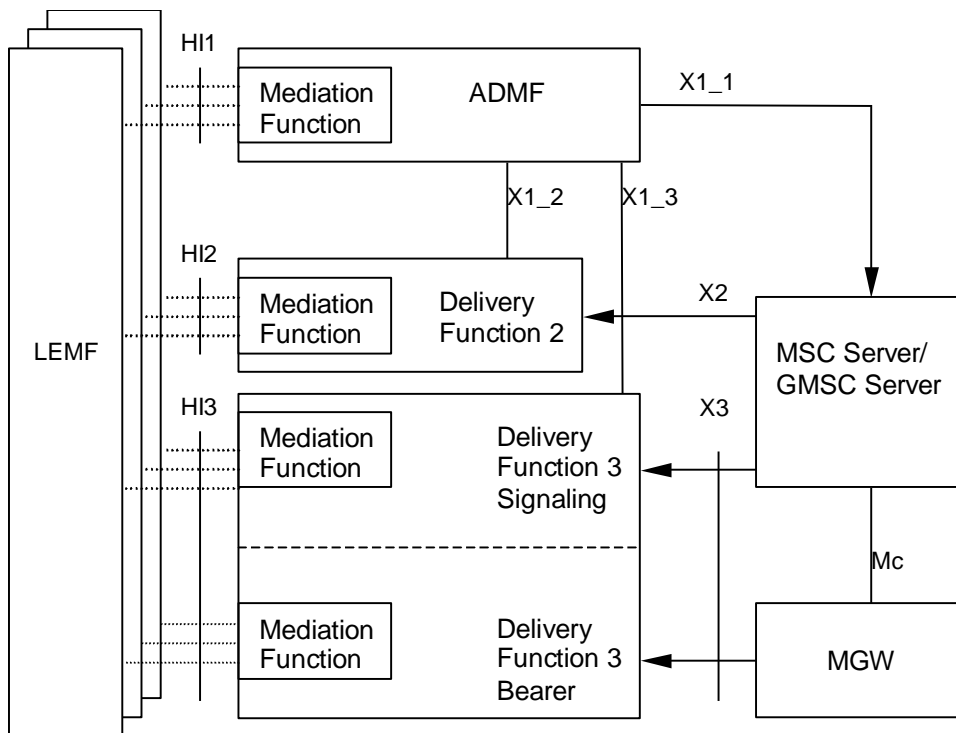 HI1
Mediation
Function
ADMF
X1_1
X1_2
X1_3
HI2
Mediation
Function
Delivery
Function 2
X2
LEMF
MSC Server/
GMSC Server
HI3
Mediation
Function
Delivery
Function 3
Signaling
X3
Mc
Mediation
Function
Delivery
Function 3
Bearer
MGW